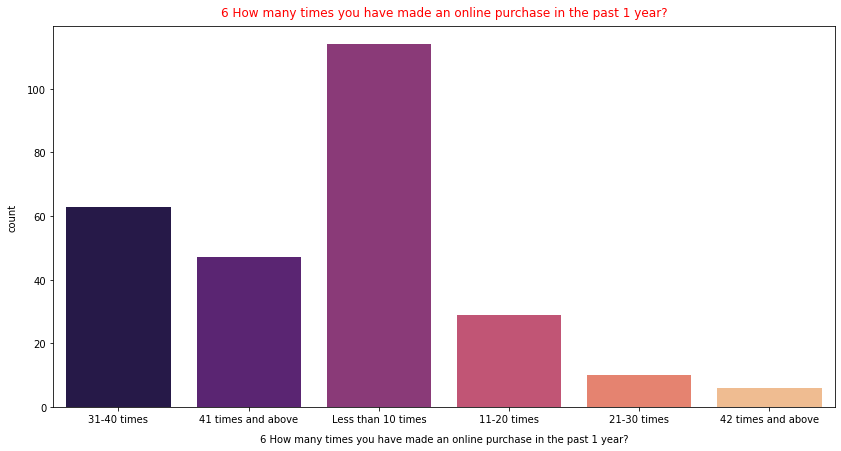 6 How many times you have made an online purchase in the past 1 year?
100
80
60
40
20
0
count
31-40 times
41 times and above
Less than 10 times
11-20 times
21-30 times
42 times and above
6 How many times you have made an online purchase in the past 1 year?